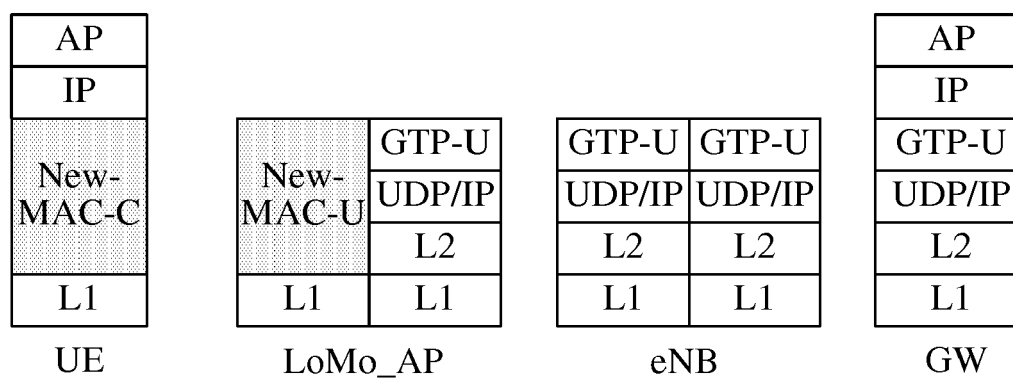 AP AP
IP IP
GTP-U GTP-U GTP-U GTP-U
New-MAC-C New-MAC-U UDP/IP UDP/IP UDP/IP UDP/IP
L2 L2 L2 L2
L1 L1 L1 L1 L1 L1
UE LoMo_AP eNB GW